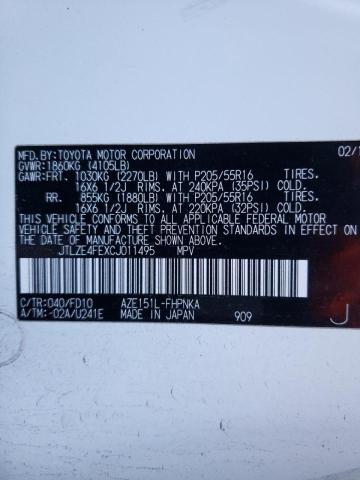 MFD.BY:TOYOTA MOTOR CORPORATION 02/1
GVWR:1860KG (4105LB)
GAWR:FRT. 1030KG (2270LB) WITH P205/55R16 TIRES.
16X6 1/2J RIMS. AT 240KPA (35PSI) COLD.
RR. 855KG (1880LB) WITH P205/55R16 TIRES.
16X6 1/2J RIMS. AT 220KPA (32PSI) COLD.
THIS VEHICLE CONFORMS TO ALL APPLICABLE FEDERAL MOTOR
VEHICLE SAFETY AND THEFT PREVENTION STANDARDS IN
EFFECT ON THE DATE OF MANUFACTURE SHOWN ABOVE.
JTLZE4FEXCJ011495 MPV
C/TR:040/FD10 AZE151L-FHPNKA
A/TM:-02A/U241E MADE IN JAPAN 909 J